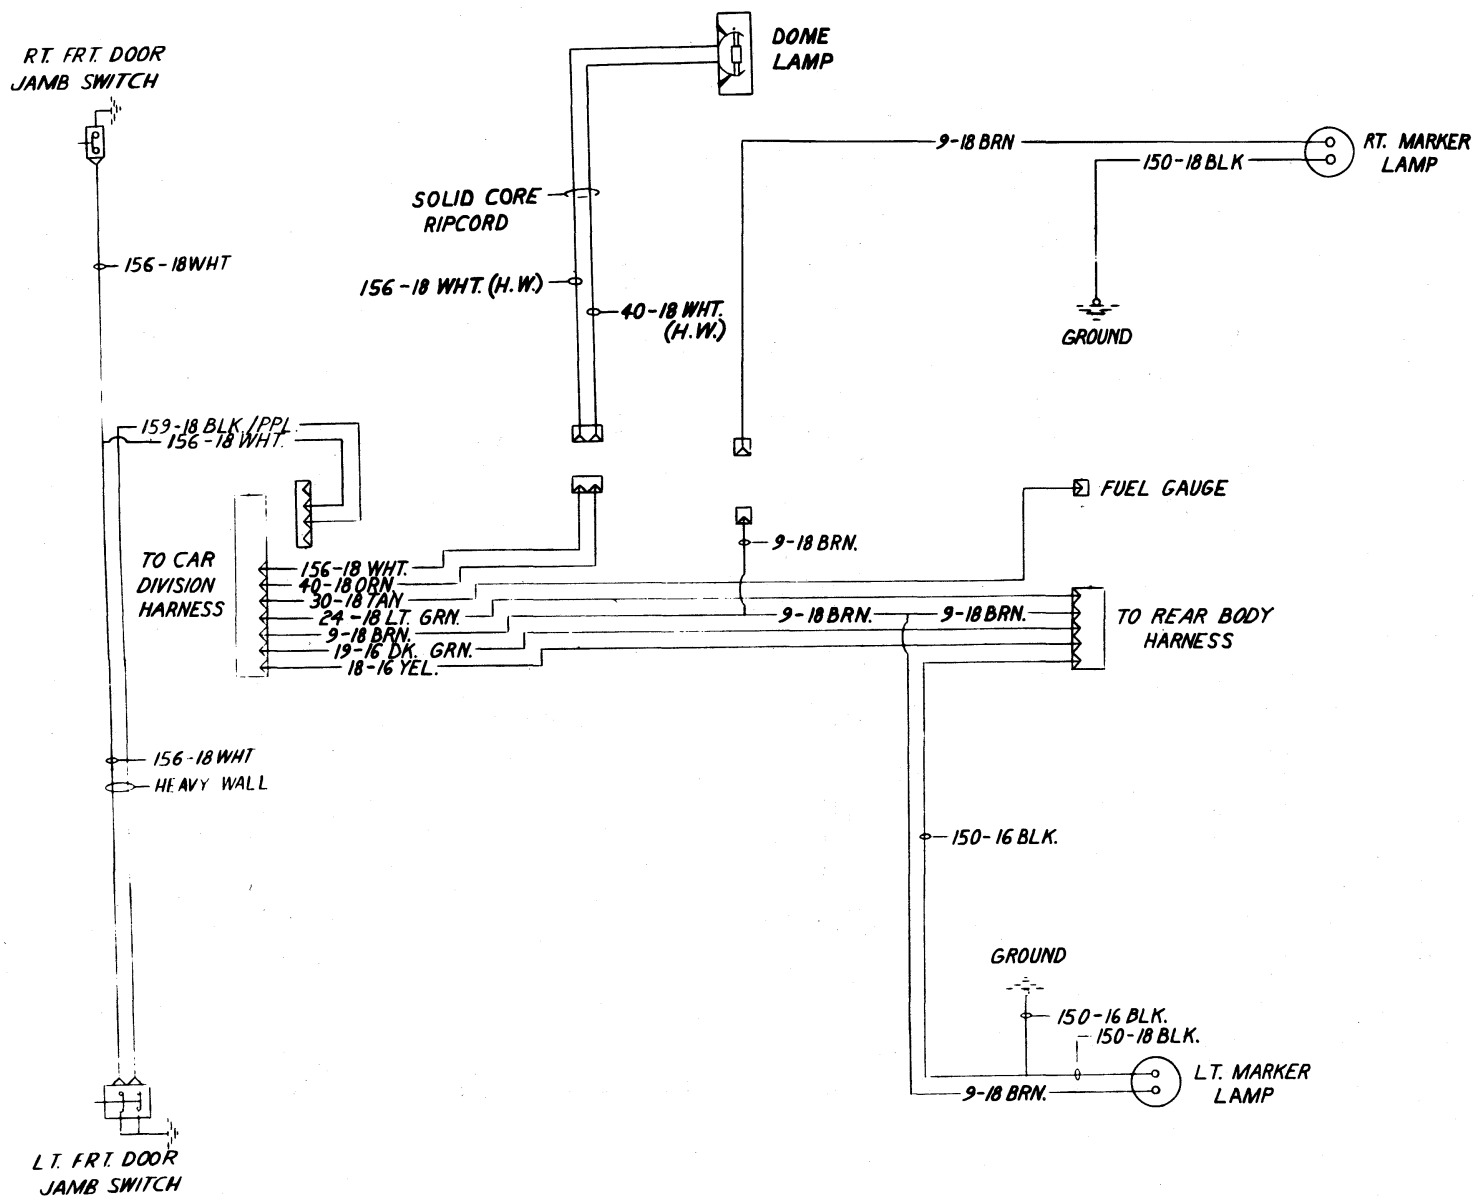 RT. FRT. DOOR
JAMB SWITCH
DOME
LAMP
9-18 BRN
RT. MARKER
LAMP
150-18 BLK
SOLID CORE
RIPCORD
156-18 WHT
156-18 WHT. (H.W.)
40-18 WHT.
(H.W.)
GROUND
159-18 BLK./PPL.
156-18 WHT.
FUEL GAUGE
TO CAR
DIVISION
HARNESS
9-18 BRN.
156-18 WHT.
40-18 ORN.
30-18 TAN
24-18 LT. GRN.
9-18 BRN.
19-16 DK. GRN.
18-16 YEL.
9-18 BRN.
9-18 BRN.
TO REAR BODY
HARNESS
156-18 WHT
HEAVY WALL
150-16 BLK.
GROUND
150-16 BLK.
150-18 BLK.
LT. MARKER
LAMP
9-18 BRN.
LT. FRT. DOOR
JAMB SWITCH